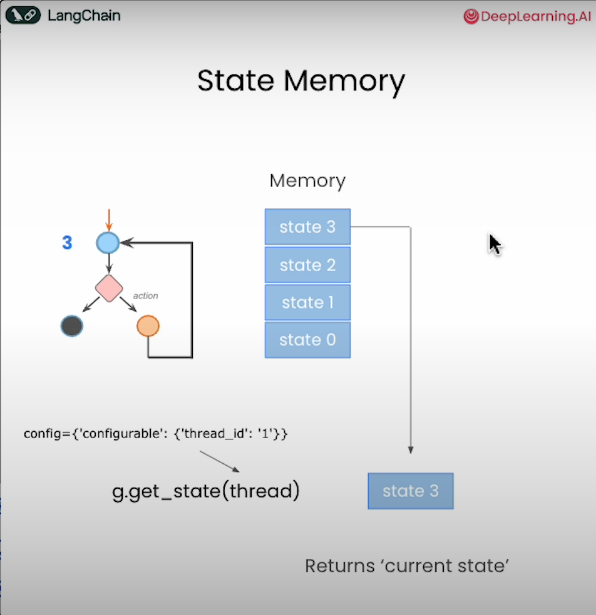 LangChain
DeepLearning.AI
State Memory
Memory
3
state 3
state 2
state 1
state 0
action
config={'configurable': {'thread_id': '1'}}
g.get_state(thread)
state 3
Returns ‘current state’